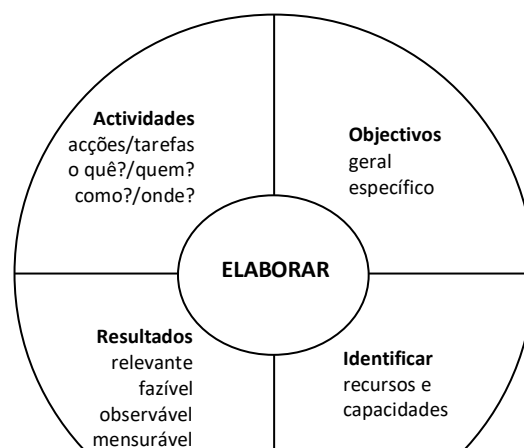 Actividades
acções/tarefas
o quê?/quem?
como?/onde?
Objectivos
geral
específico
ELABORAR
Resultados
relevante
fazível
observável
mensurável
Identificar
recursos e
capacidades